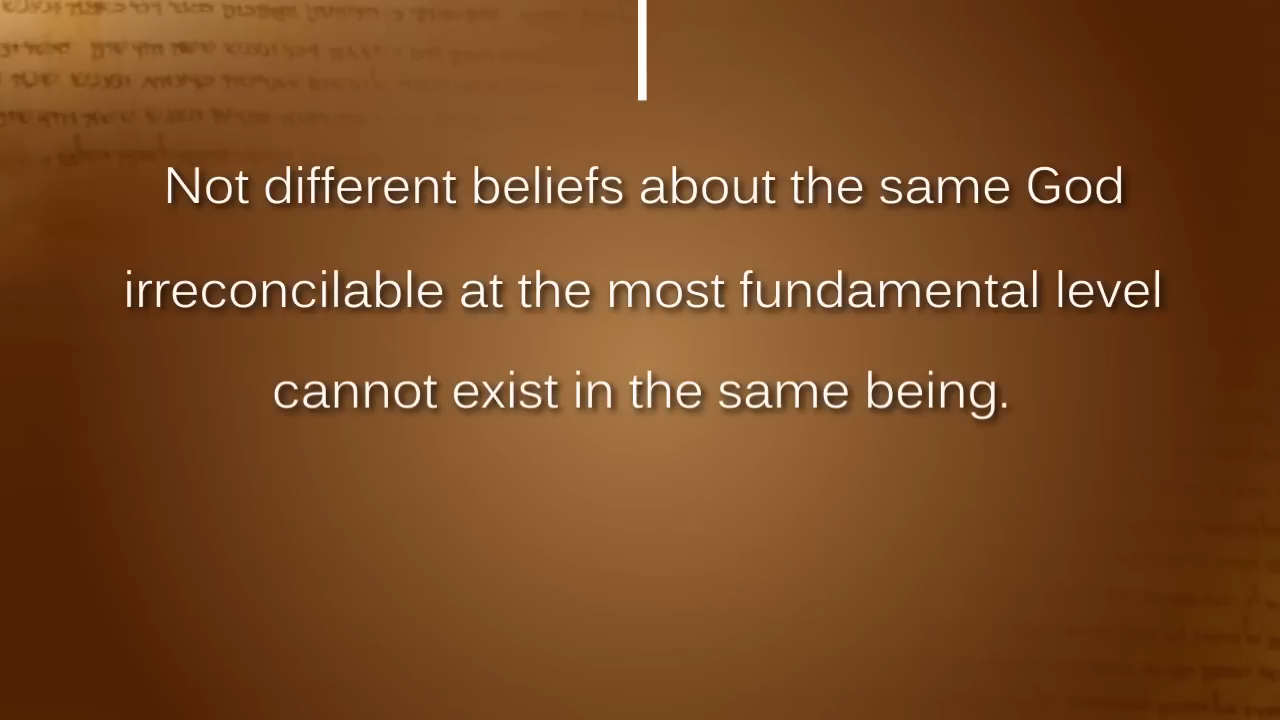 Not different beliefs about the same God
irreconcilable at the most fundamental level
cannot exist in the same being.